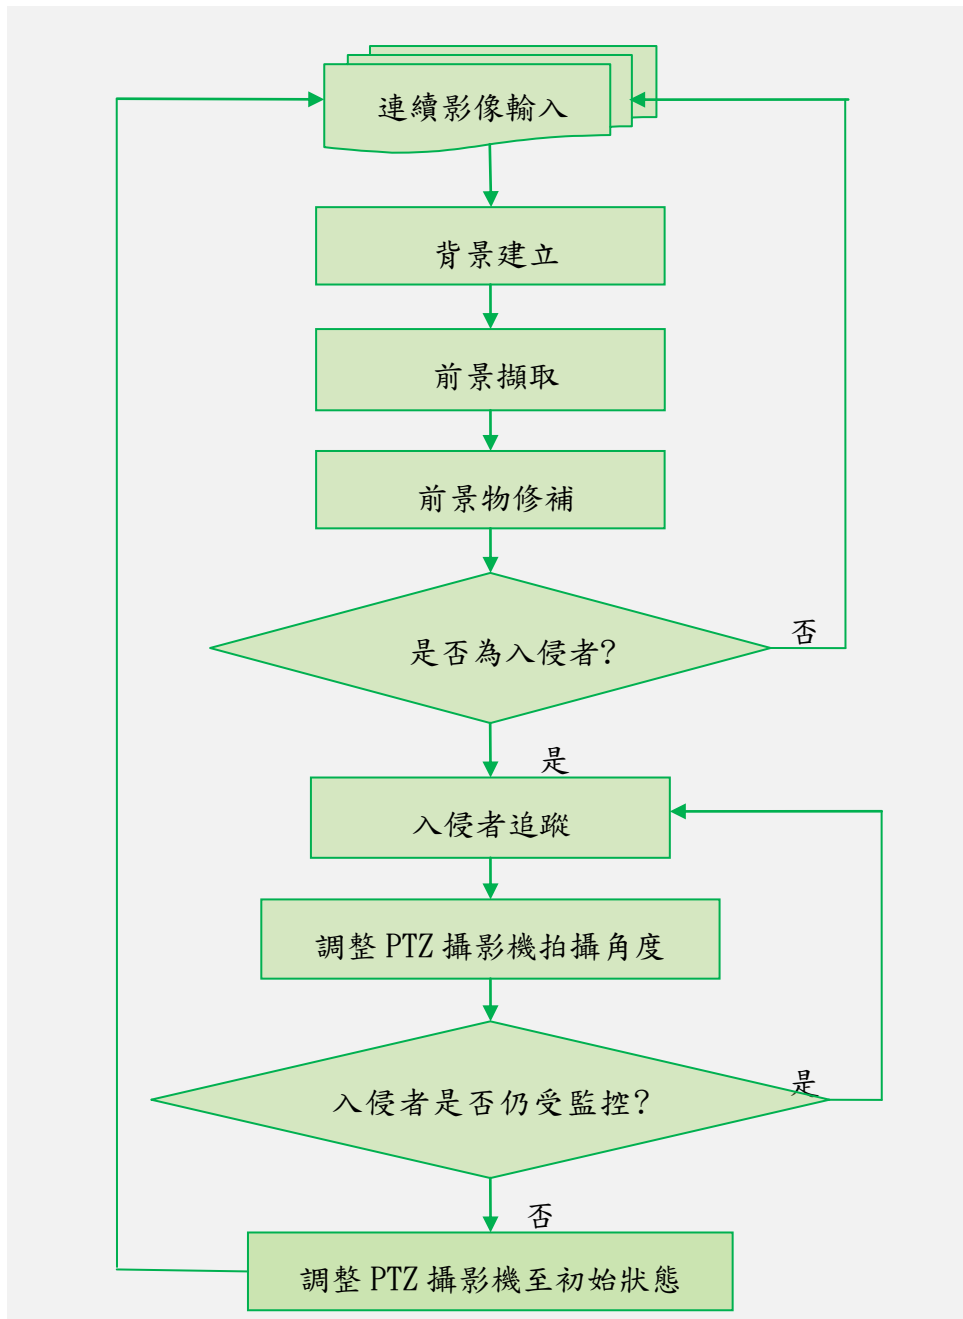 連續影像輸入
背景建立
前景擷取
前景物修補
是否為入侵者?
否
是
入侵者追蹤
調整 PTZ 攝影機拍攝角度
入侵者是否仍受監控?
是
否
調整 PTZ 攝影機至初始狀態